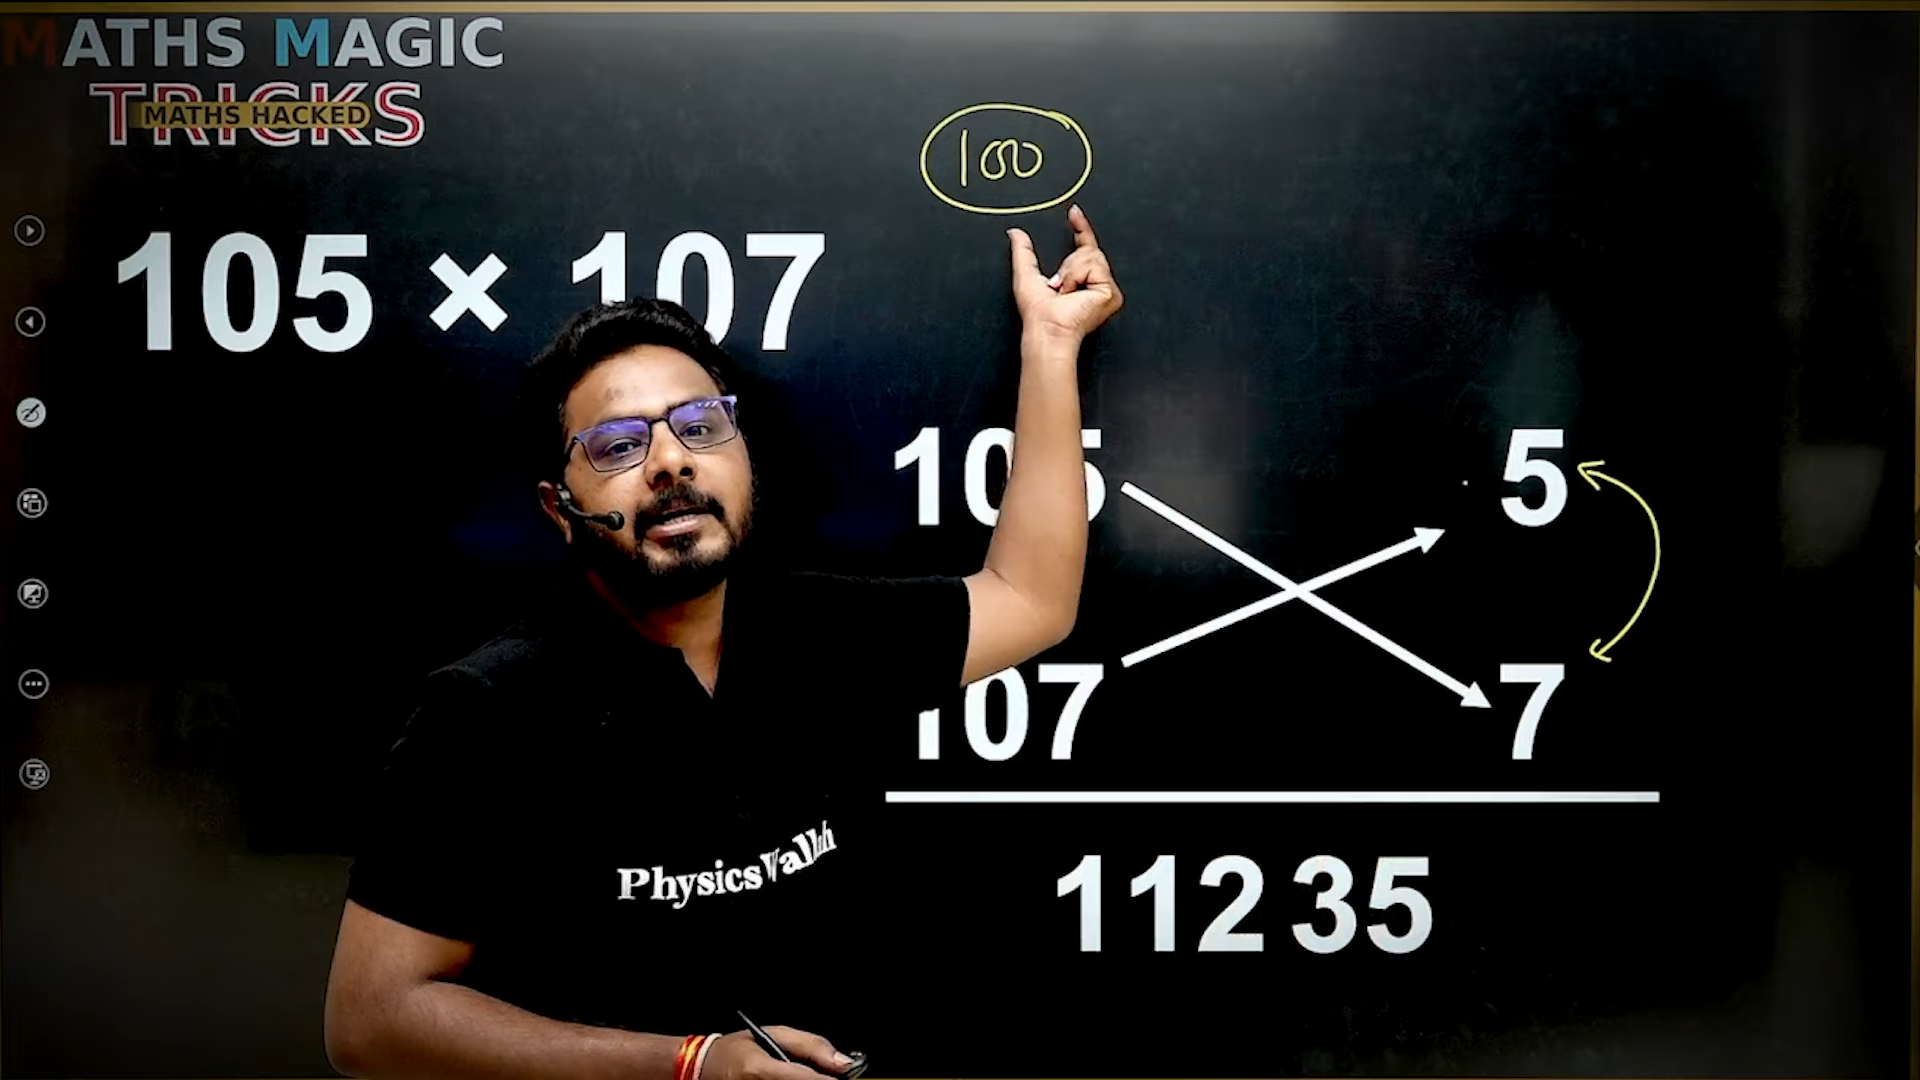 MATHS MAGIC
TRICKS
MATHS HACKED
100
105 × 107
105 5
107 7
11235
PhysicsWallah